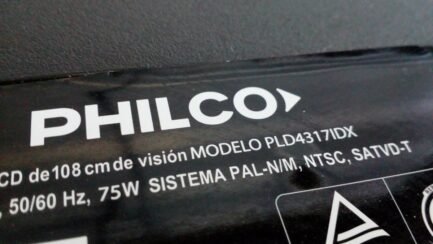 PHILCO
CD de 108 cm de visión MODELO PLD4317IDX
, 50/60 Hz, 75W SISTEMA PAL-N/M, NTSC, SATVD-T